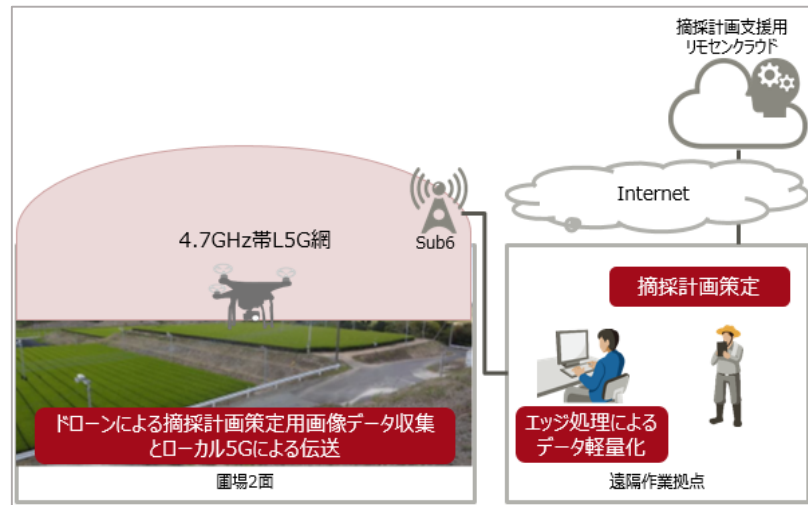 摘採計画支援用
リモセンクラウド
Internet
4.7GHz帯L5G網
Sub6
摘採計画策定
ドローンによる摘採計画策定用画像データ収集
とローカル5Gによる伝送
エッジ処理による
データ軽量化
圃場2面
遠隔作業拠点